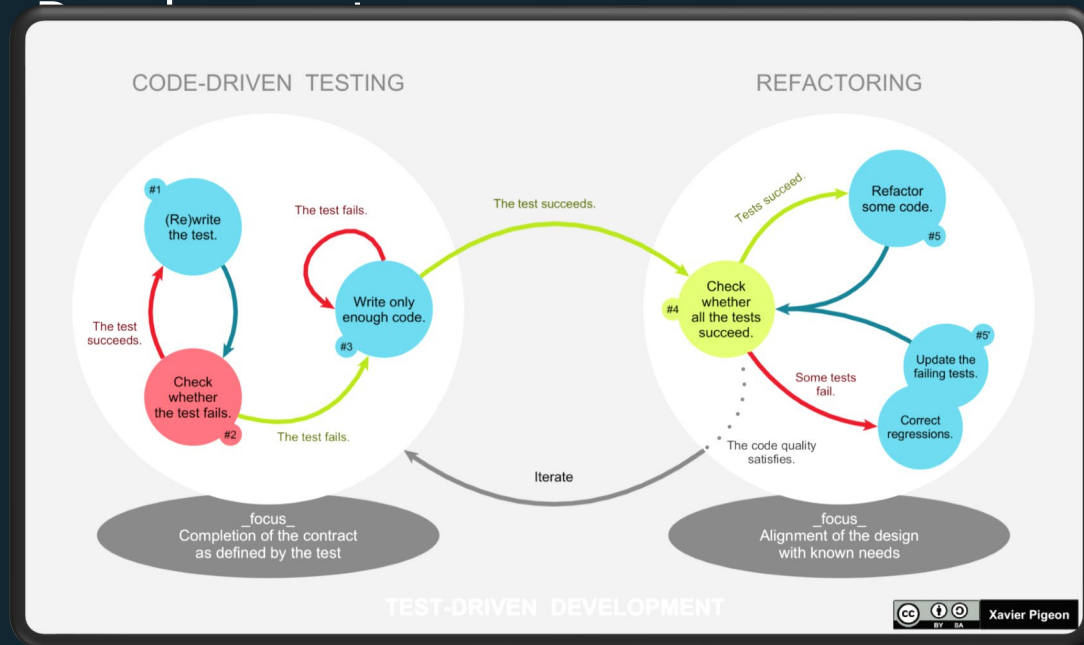 CODE-DRIVEN TESTING
REFACTORING
#1
(Re)write
the test.
The test
succeeds.
Check
whether
the test fails.
#2
The test fails.
The test fails.
Write only
enough code.
#3
The test succeeds.
Check
whether
all the tests
succeed.
#4
Tests succeed.
Refactor
some code.
#5
Some tests
fail.
#5'
Update the
failing tests.
Correct
regressions.
The code quality
satisfies.
Iterate
_focus_
Completion of the contract
as defined by the test
_focus_
Alignment of the design
with known needs
TEST-DRIVEN DEVELOPMENT
cc
BY SA
Xavier Pigeon